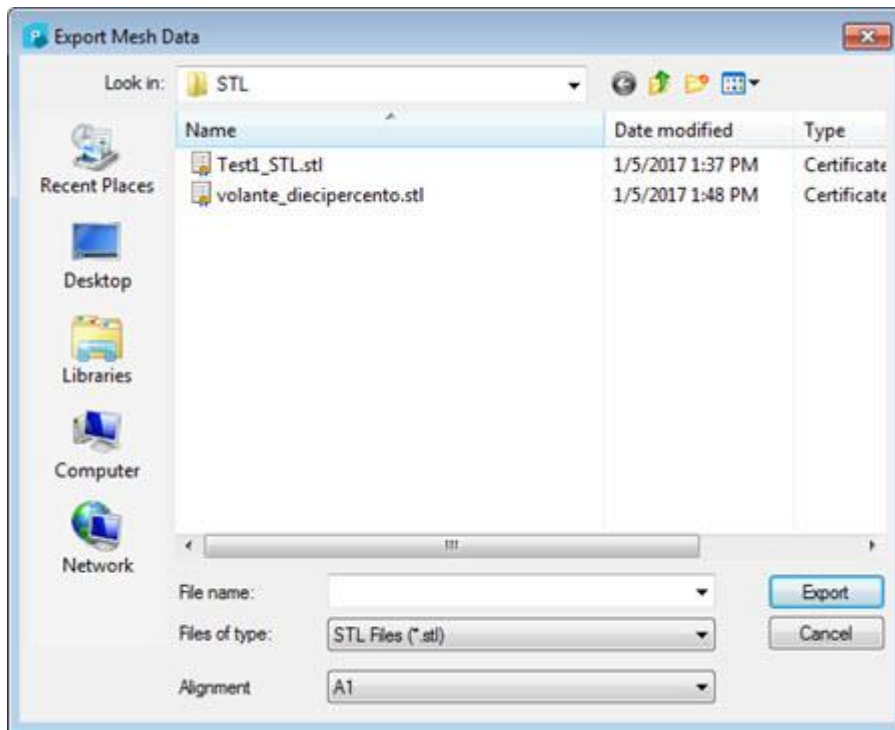 Export Mesh Data
Look in: STL
Name Date modified Type
Test1_STL.stl 1/5/2017 1:37 PM Certificate
volante_diecipercento.stl 1/5/2017 1:48 PM Certificate
Recent Places
Desktop
Libraries
Computer
Network
File name: Export
Files of type: STL Files (*.stl) Cancel
Alignment A1